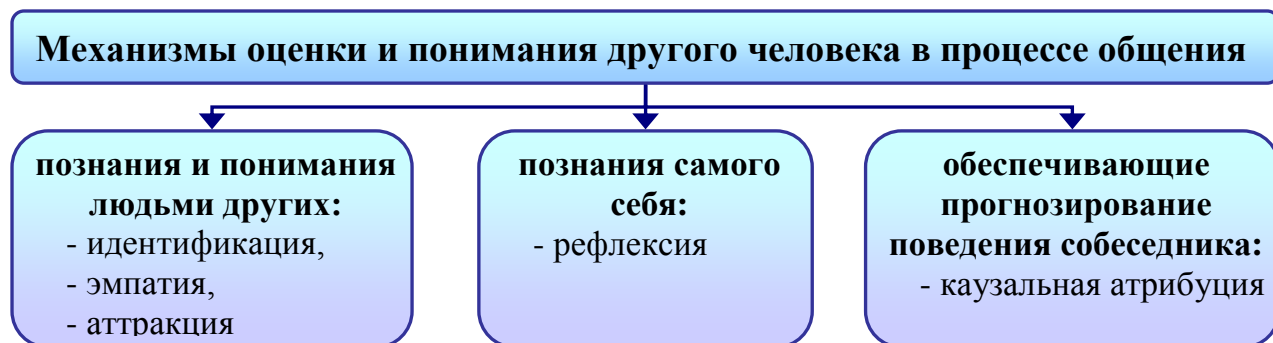 Механизмы оценки и понимания другого человека в процессе общения
познания и понимания
людьми других:
- идентификация,
- эмпатия,
- аттракция
познания самого
себя:
- рефлексия
обеспечивающие
прогнозирование
поведения собеседника:
- каузальная атрибуция